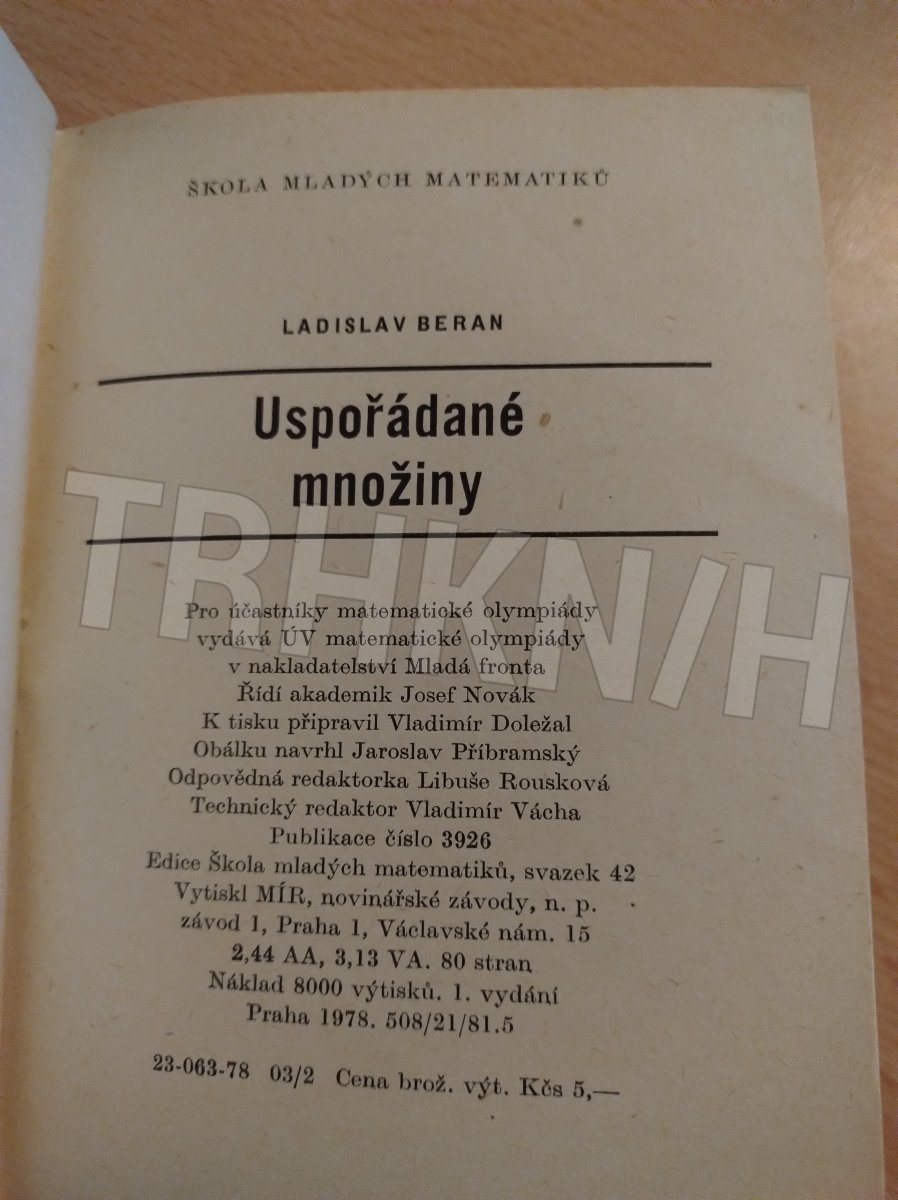 ŠKOLA MLADÝCH MATEMATIKŮ
LADISLAV BERAN
Uspořádané
množiny
TRHKNIH
Pro účastníky matematické olympiády
vydává ÚV matematické olympiády
v nakladatelství Mladá fronta
Řídí akademik Josef Novák
K tisku připravil Vladimír Doležal
Obálku navrhl Jaroslav Příbramský
Odpovědná redaktorka Libuše Rousková
Technický redaktor Vladimír Vácha
Publikace číslo 3926
Edice Škola mladých matematiků, svazek 42
Vytiskl MÍR, novinářské závody, n. p.
závod 1, Praha 1, Václavské nám. 15
2,44 AA, 3,13 VA. 80 stran
Náklad 8000 výtisků. 1. vydání
Praha 1978. 508/21/81.5
23-063-78 03/2 Cena brož. výt. Kčs 5,—